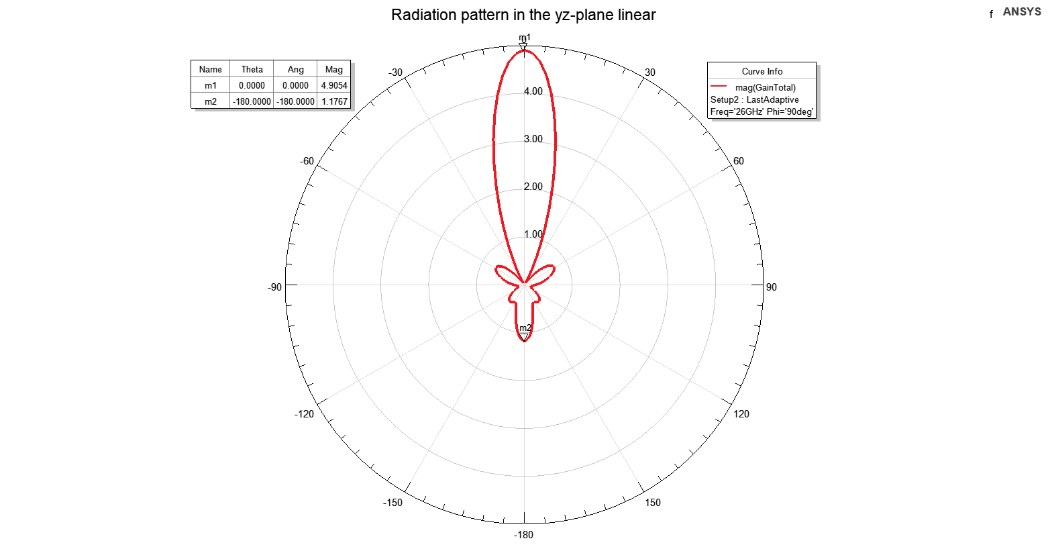 Radiation pattern in the yz-plane linear
f ANSYS
Name Theta Ang Mag
m1 0.0000 0.0000 4.9054
m2 -180.0000 -180.0000 1.1767
Curve Info
mag(GainTotal)
Setup2 : LastAdaptive
Freq='26GHz' Phi='90deg'
m1
0
-30
30
4.00
3.00
-60
60
2.00
1.00
-90
90
m2
-120
120
-150
150
-180